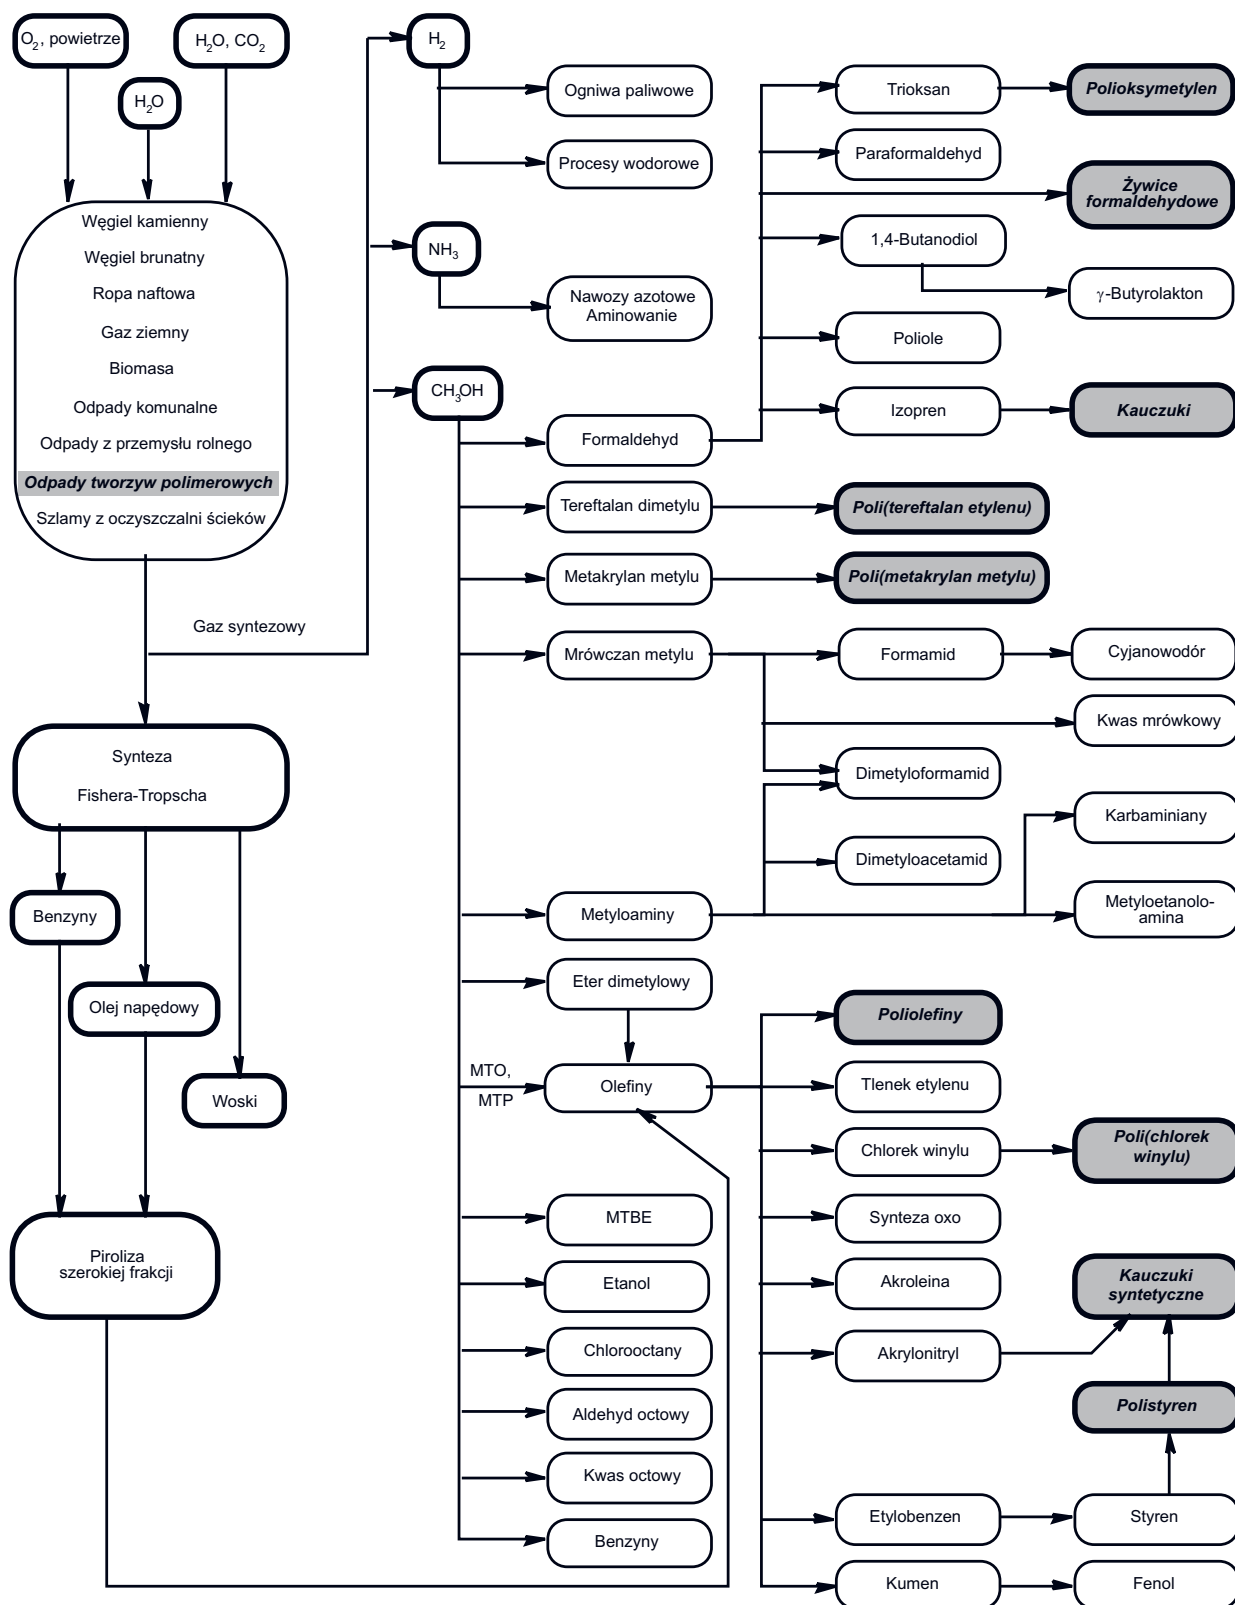 O2, powietrze
H2O, CO2
H2O
Węgiel kamienny
Węgiel brunatny
Ropa naftowa
Gaz ziemny
Biomasa
Odpady komunalne
Odpady z przemysłu rolnego
Odpady tworzyw polimerowych
Szlamy z oczyszczalni ścieków
Gaz syntezowy
Synteza
Fishera-Tropscha
Benzyny
Olej napędowy
Woski
Piroliza
szerokiej frakcji
H2
Ogniwa paliwowe
Procesy wodorowe
NH3
Nawozy azotowe
Aminowanie
CH3OH
Formaldehyd
Tereftalan dimetylu
Metakrylan metylu
Mrówczan metylu
Metyloaminy
Eter dimetylowy
MTO,
MTP
Olefiny
MTBE
Etanol
Chlorooctany
Aldehyd octowy
Kwas octowy
Benzyny
Trioksan
Polioksymetylen
Paraformaldehyd
Żywice
formaldehydowe
1,4-Butanodiol
γ-Butyrolakton
Poliole
Izopren
Kauczuki
Poli(tereftalan etylenu)
Poli(metakrylan metylu)
Formamid
Cyjanowodór
Kwas mrówkowy
Dimetyloformamid
Karbaminiany
Dimetyloacetamid
Metyloetanolo-
amina
Poliolefiny
Tlenek etylenu
Chlorek winylu
Poli(chlorek
winylu)
Synteza oxo
Akroleina
Kauczuki
syntetyczne
Akrylonitryl
Polistyren
Etylobenzen
Styren
Kumen
Fenol